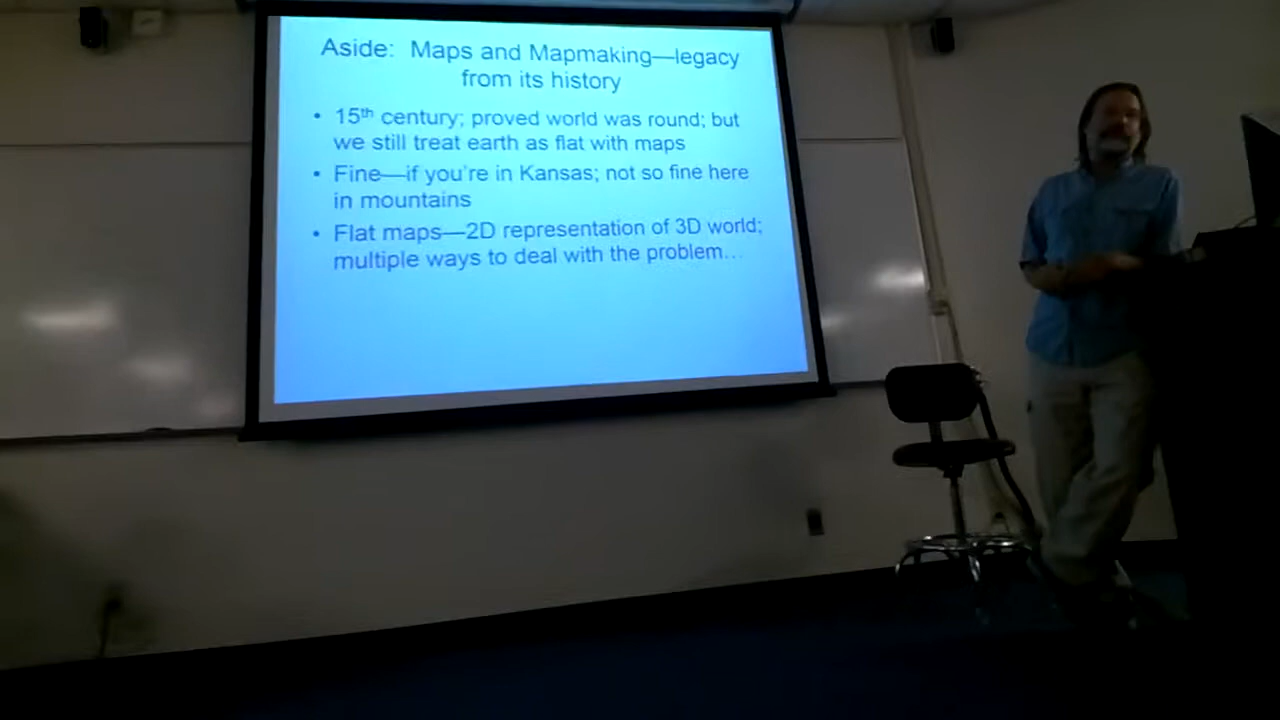 Aside: Maps and Mapmaking—legacy
from its history
• 15th century; proved world was round; but
we still treat earth as flat with maps
• Fine—if you're in Kansas; not so fine here
in mountains
• Flat maps—2D representation of 3D world;
multiple ways to deal with the problem…